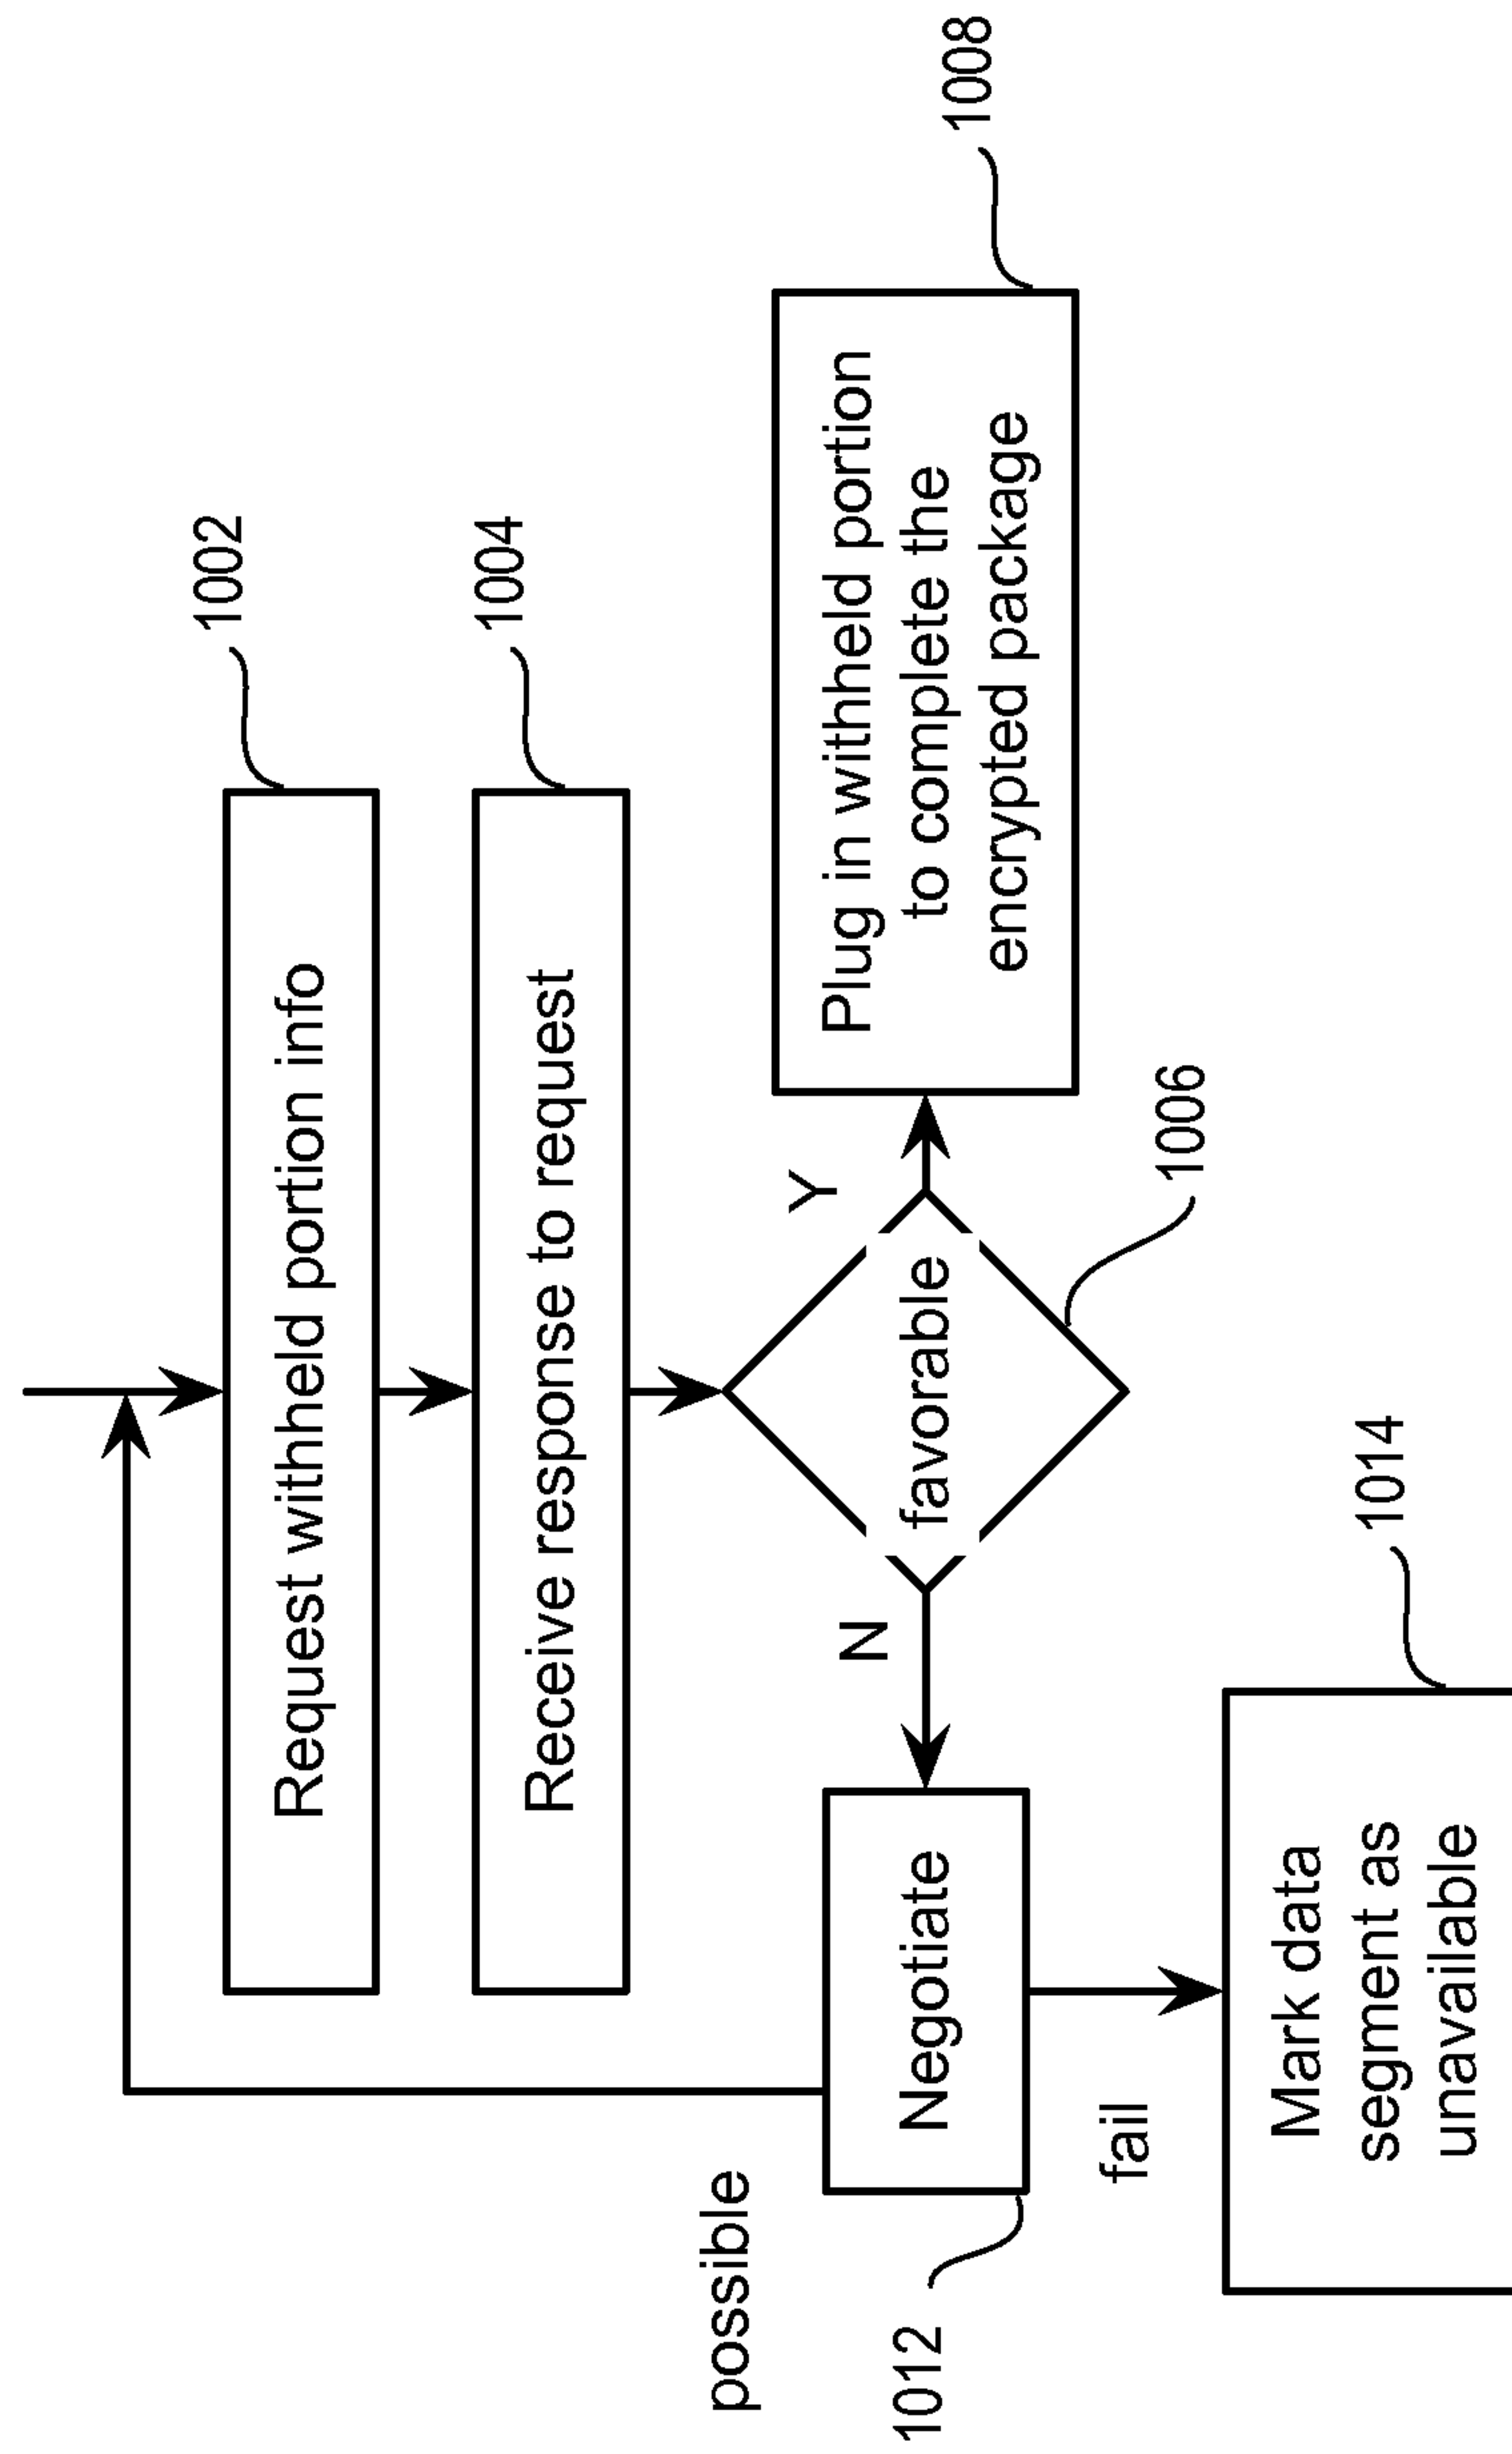 1002
Request withheld portion info
1004
Receive response to request
possible
N
Y
1012
Negotiate
favorable
Plug in withheld portion
to complete the
encrypted package
1008
1006
fail
1014
Mark data
segment as
unavailable